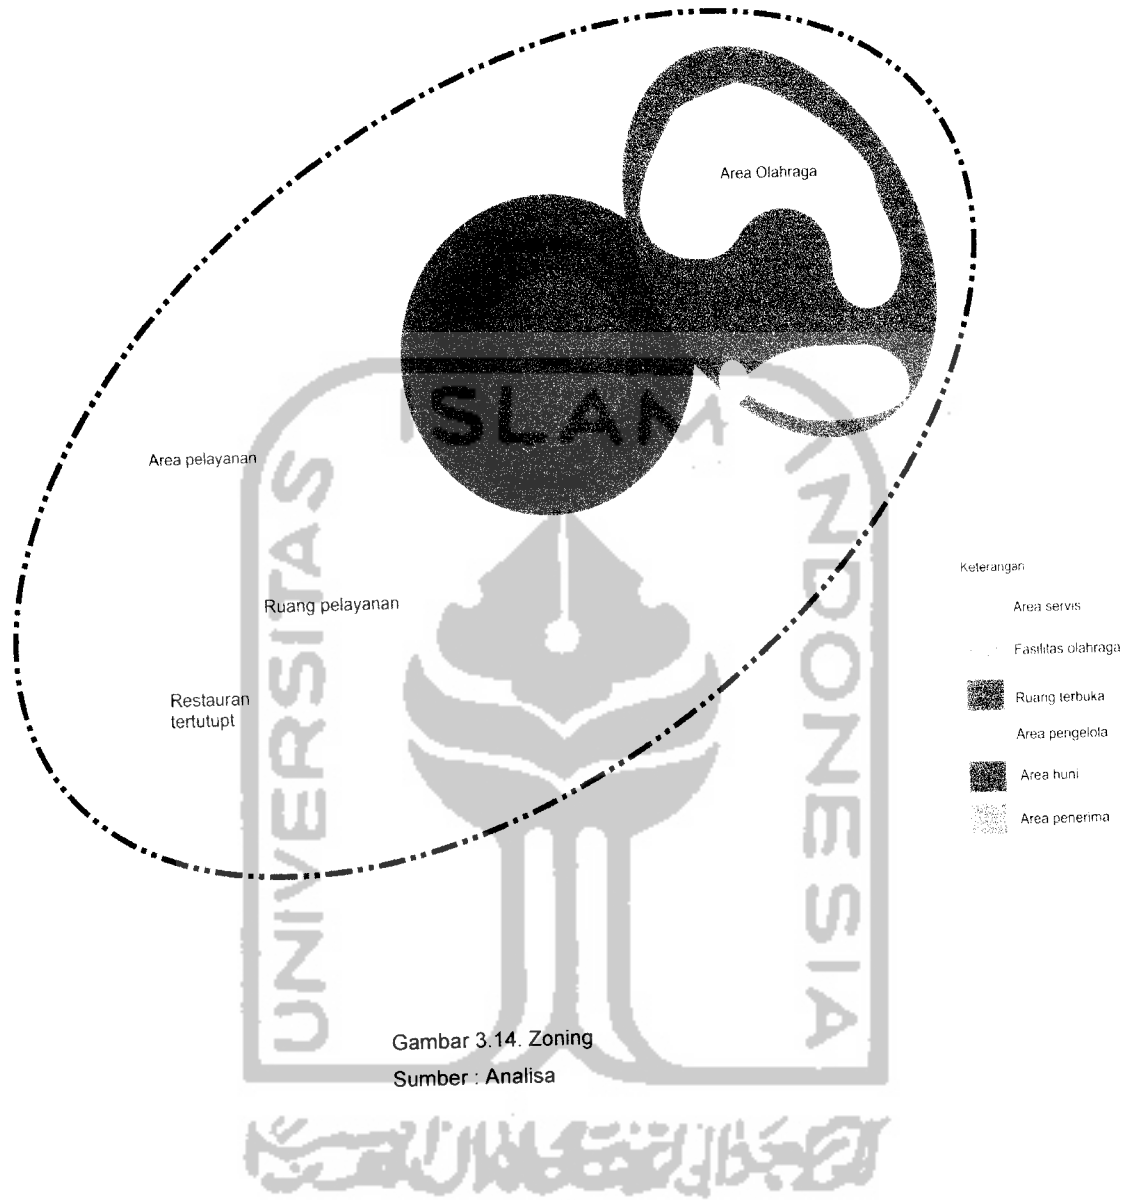 Area Olahraga
ISLAM
UNIVERSITAS
INDONESIA
Area pelayanan
Ruang pelayanan
Restauran
tertutupt
Keterangan
Area servis
Fasilitas olahraga
Ruang terbuka
Area pengelola
Area huni
Area penerima
Gambar 3.14. Zoning
Sumber : Analisa